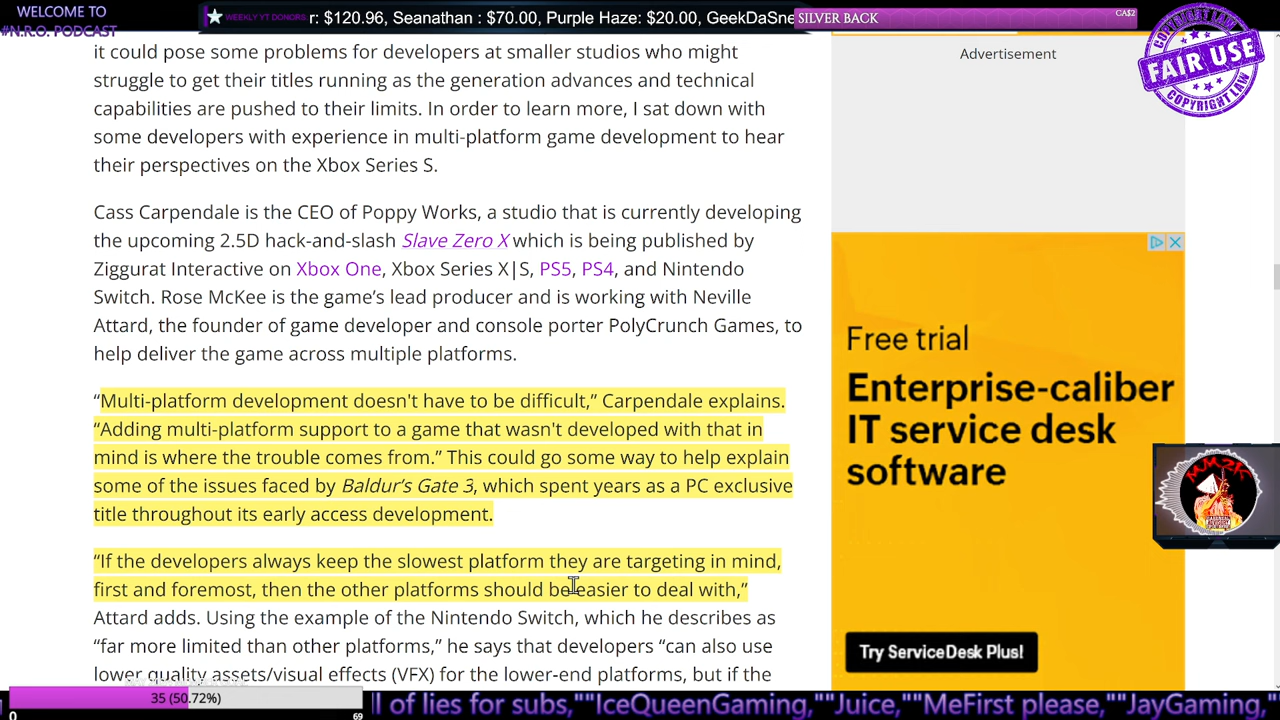 WELCOME TO
#N.R.O. PODCAST
WEEKLY YT DONORS
r: $120.96, Seanathan : $70.00, Purple Haze: $20.00, GeekDaSne
SILVER BACK
CA$2
COPYRIGHT LAW
FAIR USE
COPYRIGHT LAW
it could pose some problems for developers at smaller studios who might
struggle to get their titles running as the generation advances and technical
capabilities are pushed to their limits. In order to learn more, I sat down with
some developers with experience in multi-platform game development to hear
their perspectives on the Xbox Series S.
Cass Carpendale is the CEO of Poppy Works, a studio that is currently developing
the upcoming 2.5D hack-and-slash Slave Zero X which is being published by
Ziggurat Interactive on Xbox One, Xbox Series X|S, PS5, PS4, and Nintendo
Switch. Rose McKee is the game’s lead producer and is working with Neville
Attard, the founder of game developer and console porter PolyCrunch Games, to
help deliver the game across multiple platforms.
“Multi-platform development doesn't have to be difficult,” Carpendale explains.
“Adding multi-platform support to a game that wasn't developed with that in
mind is where the trouble comes from.” This could go some way to help explain
some of the issues faced by Baldur’s Gate 3, which spent years as a PC exclusive
title throughout its early access development.
“If the developers always keep the slowest platform they are targeting in mind,
first and foremost, then the other platforms should be easier to deal with,”
Attard adds. Using the example of the Nintendo Switch, which he describes as
“far more limited than other platforms,” he says that developers “can also use
lower quality assets/visual effects (VFX) for the lower-end platforms, but if the
Advertisement
Free trial
Enterprise-caliber
IT service desk
software
Try ServiceDesk Plus!
MM2K
35 (50.72%)
0
69
l of lies for subs,""IceQueenGaming,""Juice,""MeFirst please,""JayGaming,